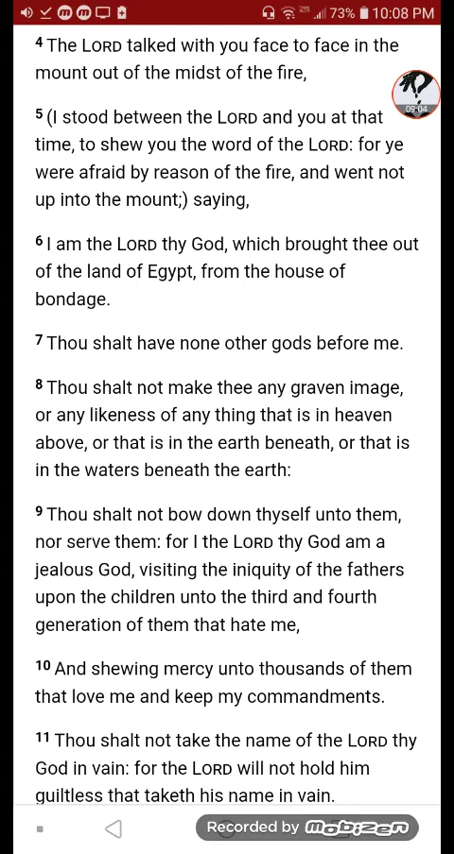 73% 10:08 PM
4 The LORD talked with you face to face in the
mount out of the midst of the fire,
09:04
5 (I stood between the LORD and you at that
time, to shew you the word of the LORD: for ye
were afraid by reason of the fire, and went not
up into the mount;) saying,
6 I am the LORD thy God, which brought thee out
of the land of Egypt, from the house of
bondage.
7 Thou shalt have none other gods before me.
8 Thou shalt not make thee any graven image,
or any likeness of any thing that is in heaven
above, or that is in the earth beneath, or that is
in the waters beneath the earth:
9 Thou shalt not bow down thyself unto them,
nor serve them: for I the LORD thy God am a
jealous God, visiting the iniquity of the fathers
upon the children unto the third and fourth
generation of them that hate me,
10 And shewing mercy unto thousands of them
that love me and keep my commandments.
11 Thou shalt not take the name of the LORD thy
God in vain: for the LORD will not hold him
guiltless that taketh his name in vain.
Recorded by mobizen